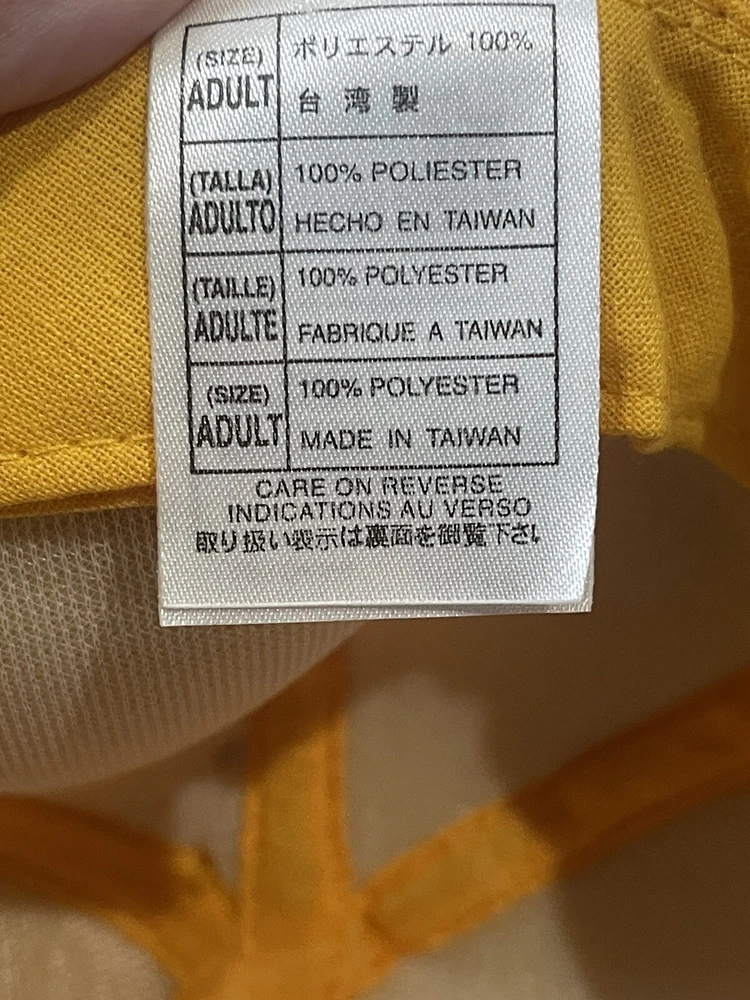 (SIZE) ポリエステル 100%
ADULT 台湾製
(TALLA) 100% POLIESTER
ADULTO HECHO EN TAIWAN
(TAILLE) 100% POLYESTER
ADULTE FABRIQUE A TAIWAN
(SIZE) 100% POLYESTER
ADULT MADE IN TAIWAN
CARE ON REVERSE
INDICATIONS AU VERSO
取り扱い表示は裏面を御覧下さい